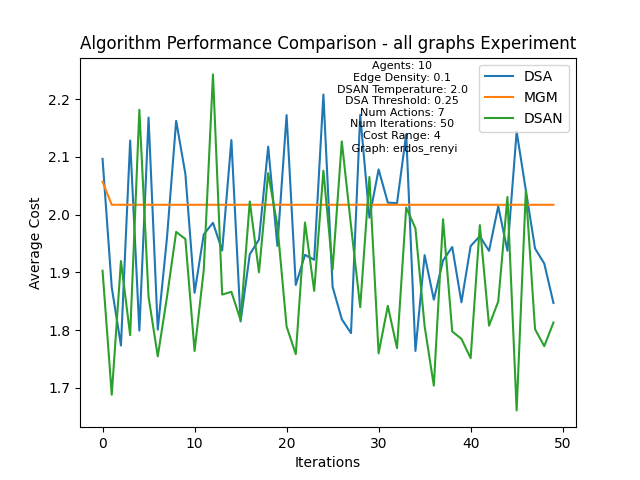 Algorithm Performance Comparison - all graphs Experiment
Agents: 10
Edge Density: 0.1
DSAN Temperature: 2.0
DSA Threshold: 0.25
Num Actions: 7
Num Iterations: 50
Cost Range: 4
Graph: erdos_renyi
DSA
MGM
DSAN
Average Cost
2.2
2.1
2.0
1.9
1.8
1.7
0
10
20
30
40
50
Iterations